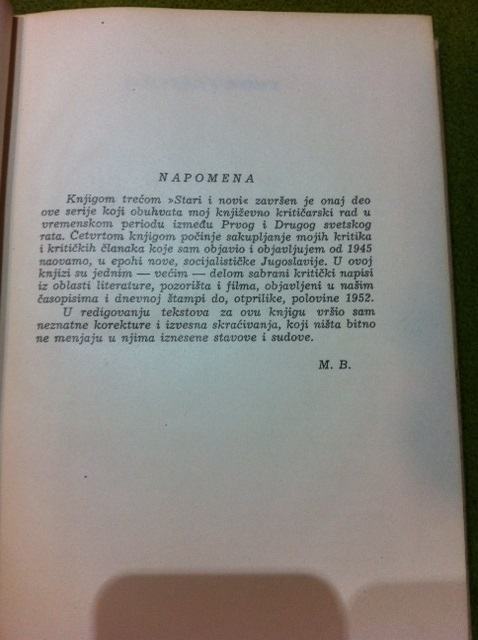 NAPOMENA
Knjigom trećom »Stari i novi« završen je onaj deo
ove serije koji obuhvata moj književno kritičarski rad u
vremenskom periodu između Prvog i Drugog svetskog
rata. Četvrtom knjigom počinje sakupljanje mojih kritika
i kritičkih članaka koje sam objavio i objavljujem od 1945
naovamo, u epohi nove, socijalističke Jugoslavije. U ovoj
knjizi su jednim — većim — delom sabrani kritički napisi
iz oblasti literature, pozorišta i filma, objavljeni u našim
časopisima i dnevnoj štampi do, otprilike, polovine 1952.
U redigovanju tekstova za ovu knjigu vršio sam
neznatne korekture i izvesna skraćivanja, koji ništa bitno
ne menjaju u njima iznesene stavove i sudove.
M. B.